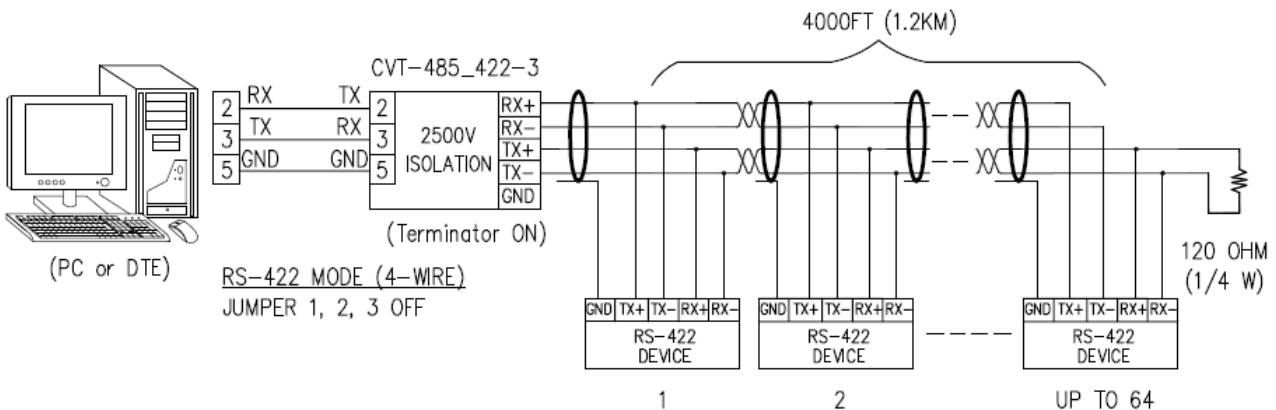 4000FT (1.2KM)
CVT-485_422-3
2 RX TX 2
3 TX RX 3
5 GND GND 5
2500V
ISOLATION
RX+
RX-
TX+
TX-
GND
(Terminator ON)
(PC or DTE)
RS-422 MODE (4-WIRE)
JUMPER 1, 2, 3 OFF
120 OHM
(1/4 W)
GND TX+ TX- RX+ RX-
RS-422
DEVICE
1
GND TX+ TX- RX+ RX-
RS-422
DEVICE
2
GND TX+ TX- RX+ RX-
RS-422
DEVICE
UP TO 64